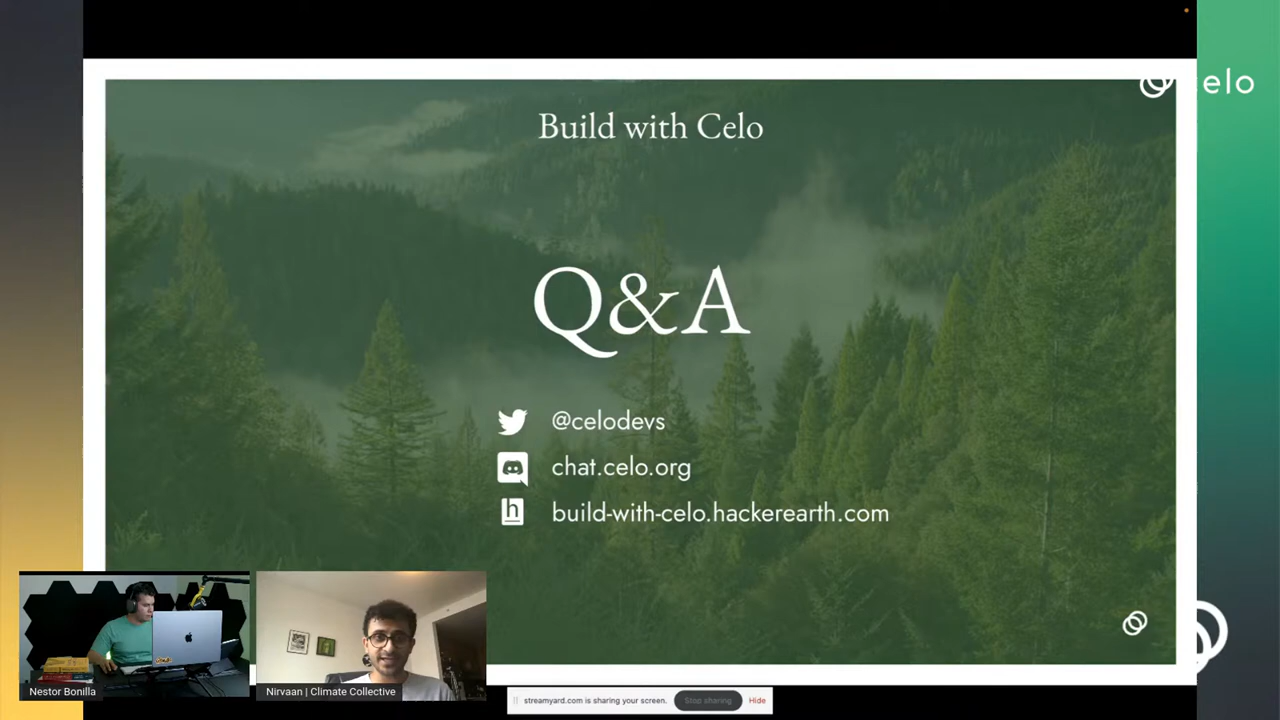 Build with Celo
elo
Q&A
@celodevs
chat.celo.org
build-with-celo.hackerearth.com
Nestor Bonilla
Nirvaan | Climate Collective
streamyard.com is sharing your screen.
Stop sharing
Hide